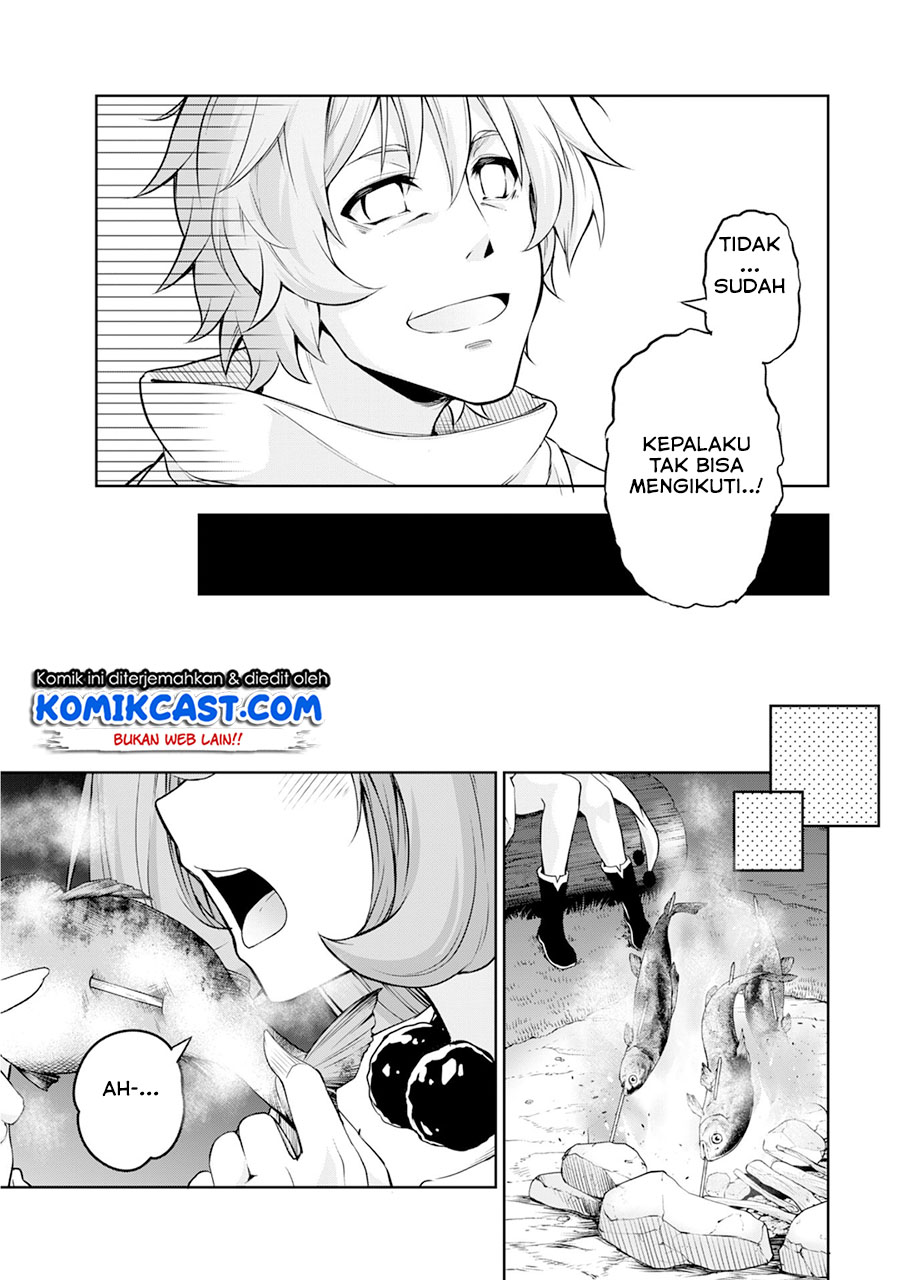 TIDAK
...
SUDAH
KEPALAKU
TAK BISA
MENGIKUTI..!
Komik ini diterjemahkan & diedit oleh
KOMIKCAST.COM
BUKAN WEB LAIN!!
AH-...